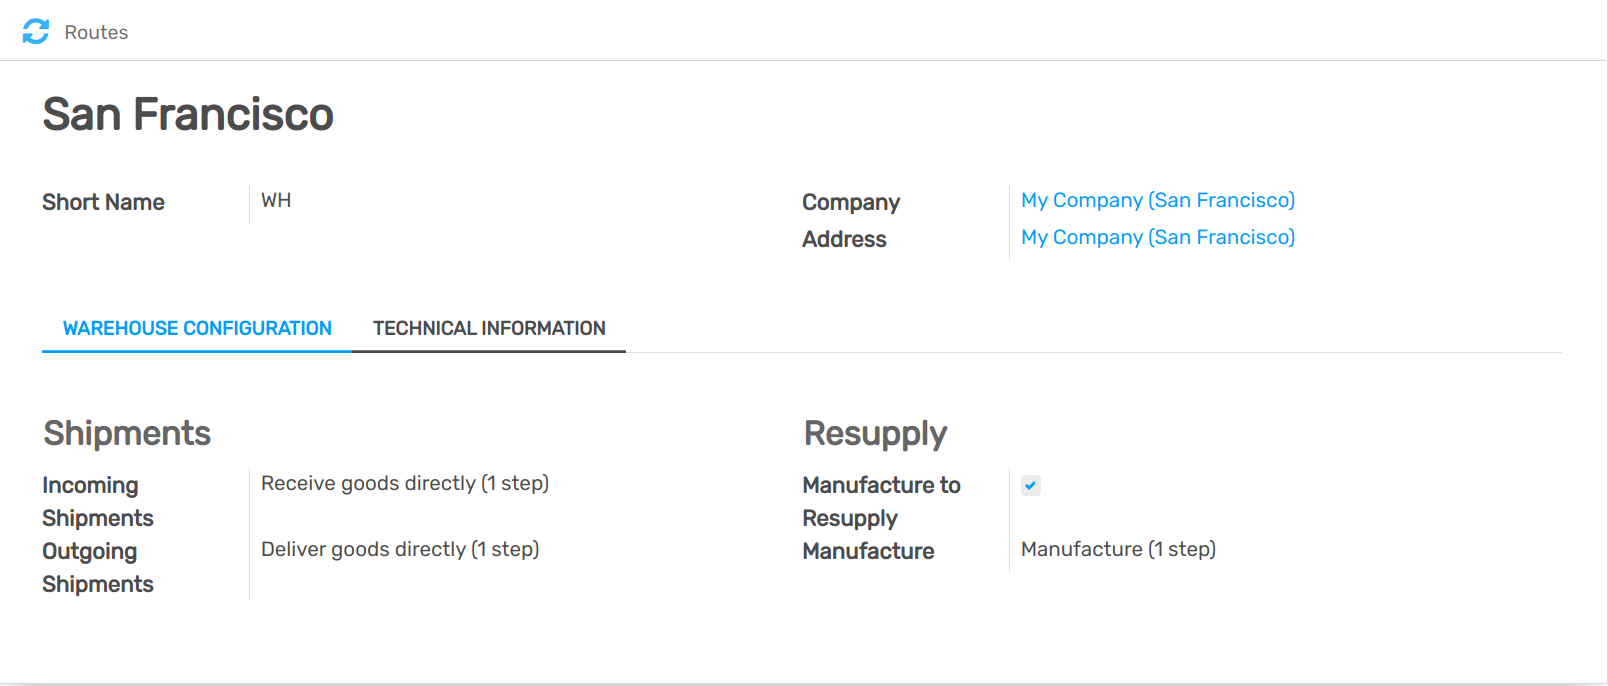 Routes
San Francisco
Short Name WH
Company My Company (San Francisco)
Address My Company (San Francisco)
WAREHOUSE CONFIGURATION TECHNICAL INFORMATION
Shipments
Incoming Receive goods directly (1 step)
Shipments
Outgoing Deliver goods directly (1 step)
Shipments
Resupply
Manufacture to
Resupply
Manufacture Manufacture (1 step)